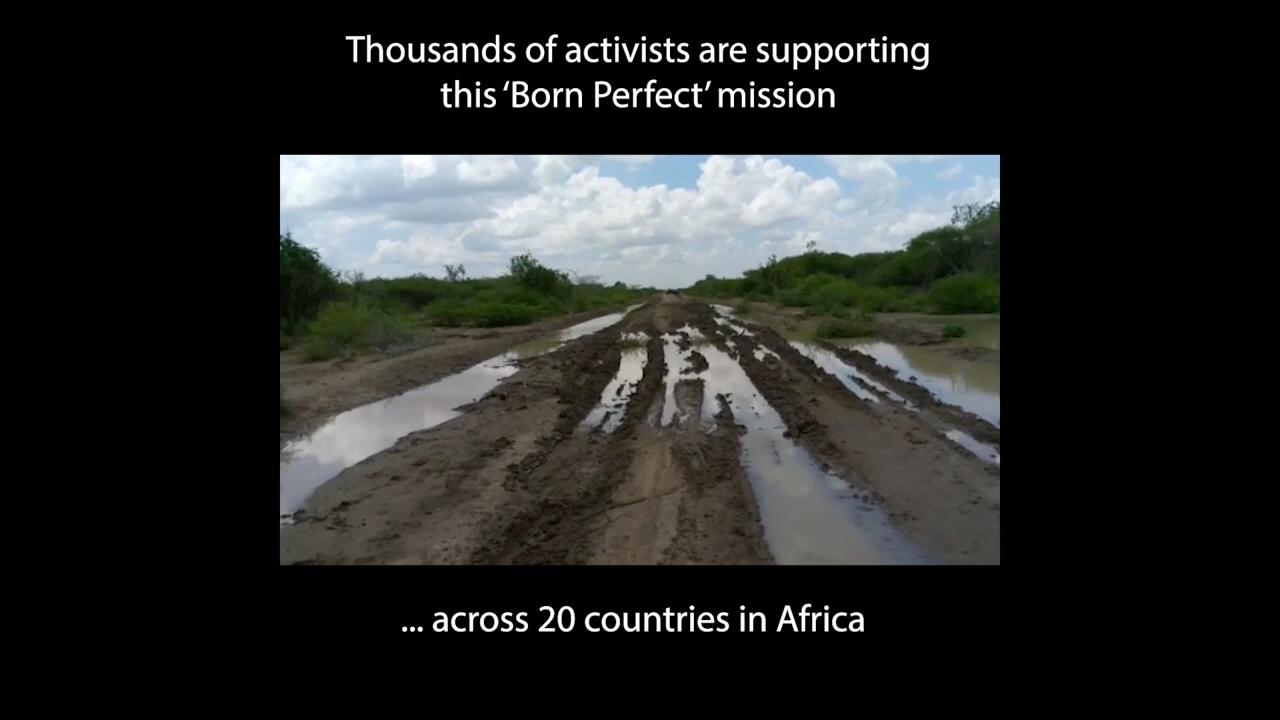 Thousands of activists are supporting
this ‘Born Perfect’ mission
... across 20 countries in Africa